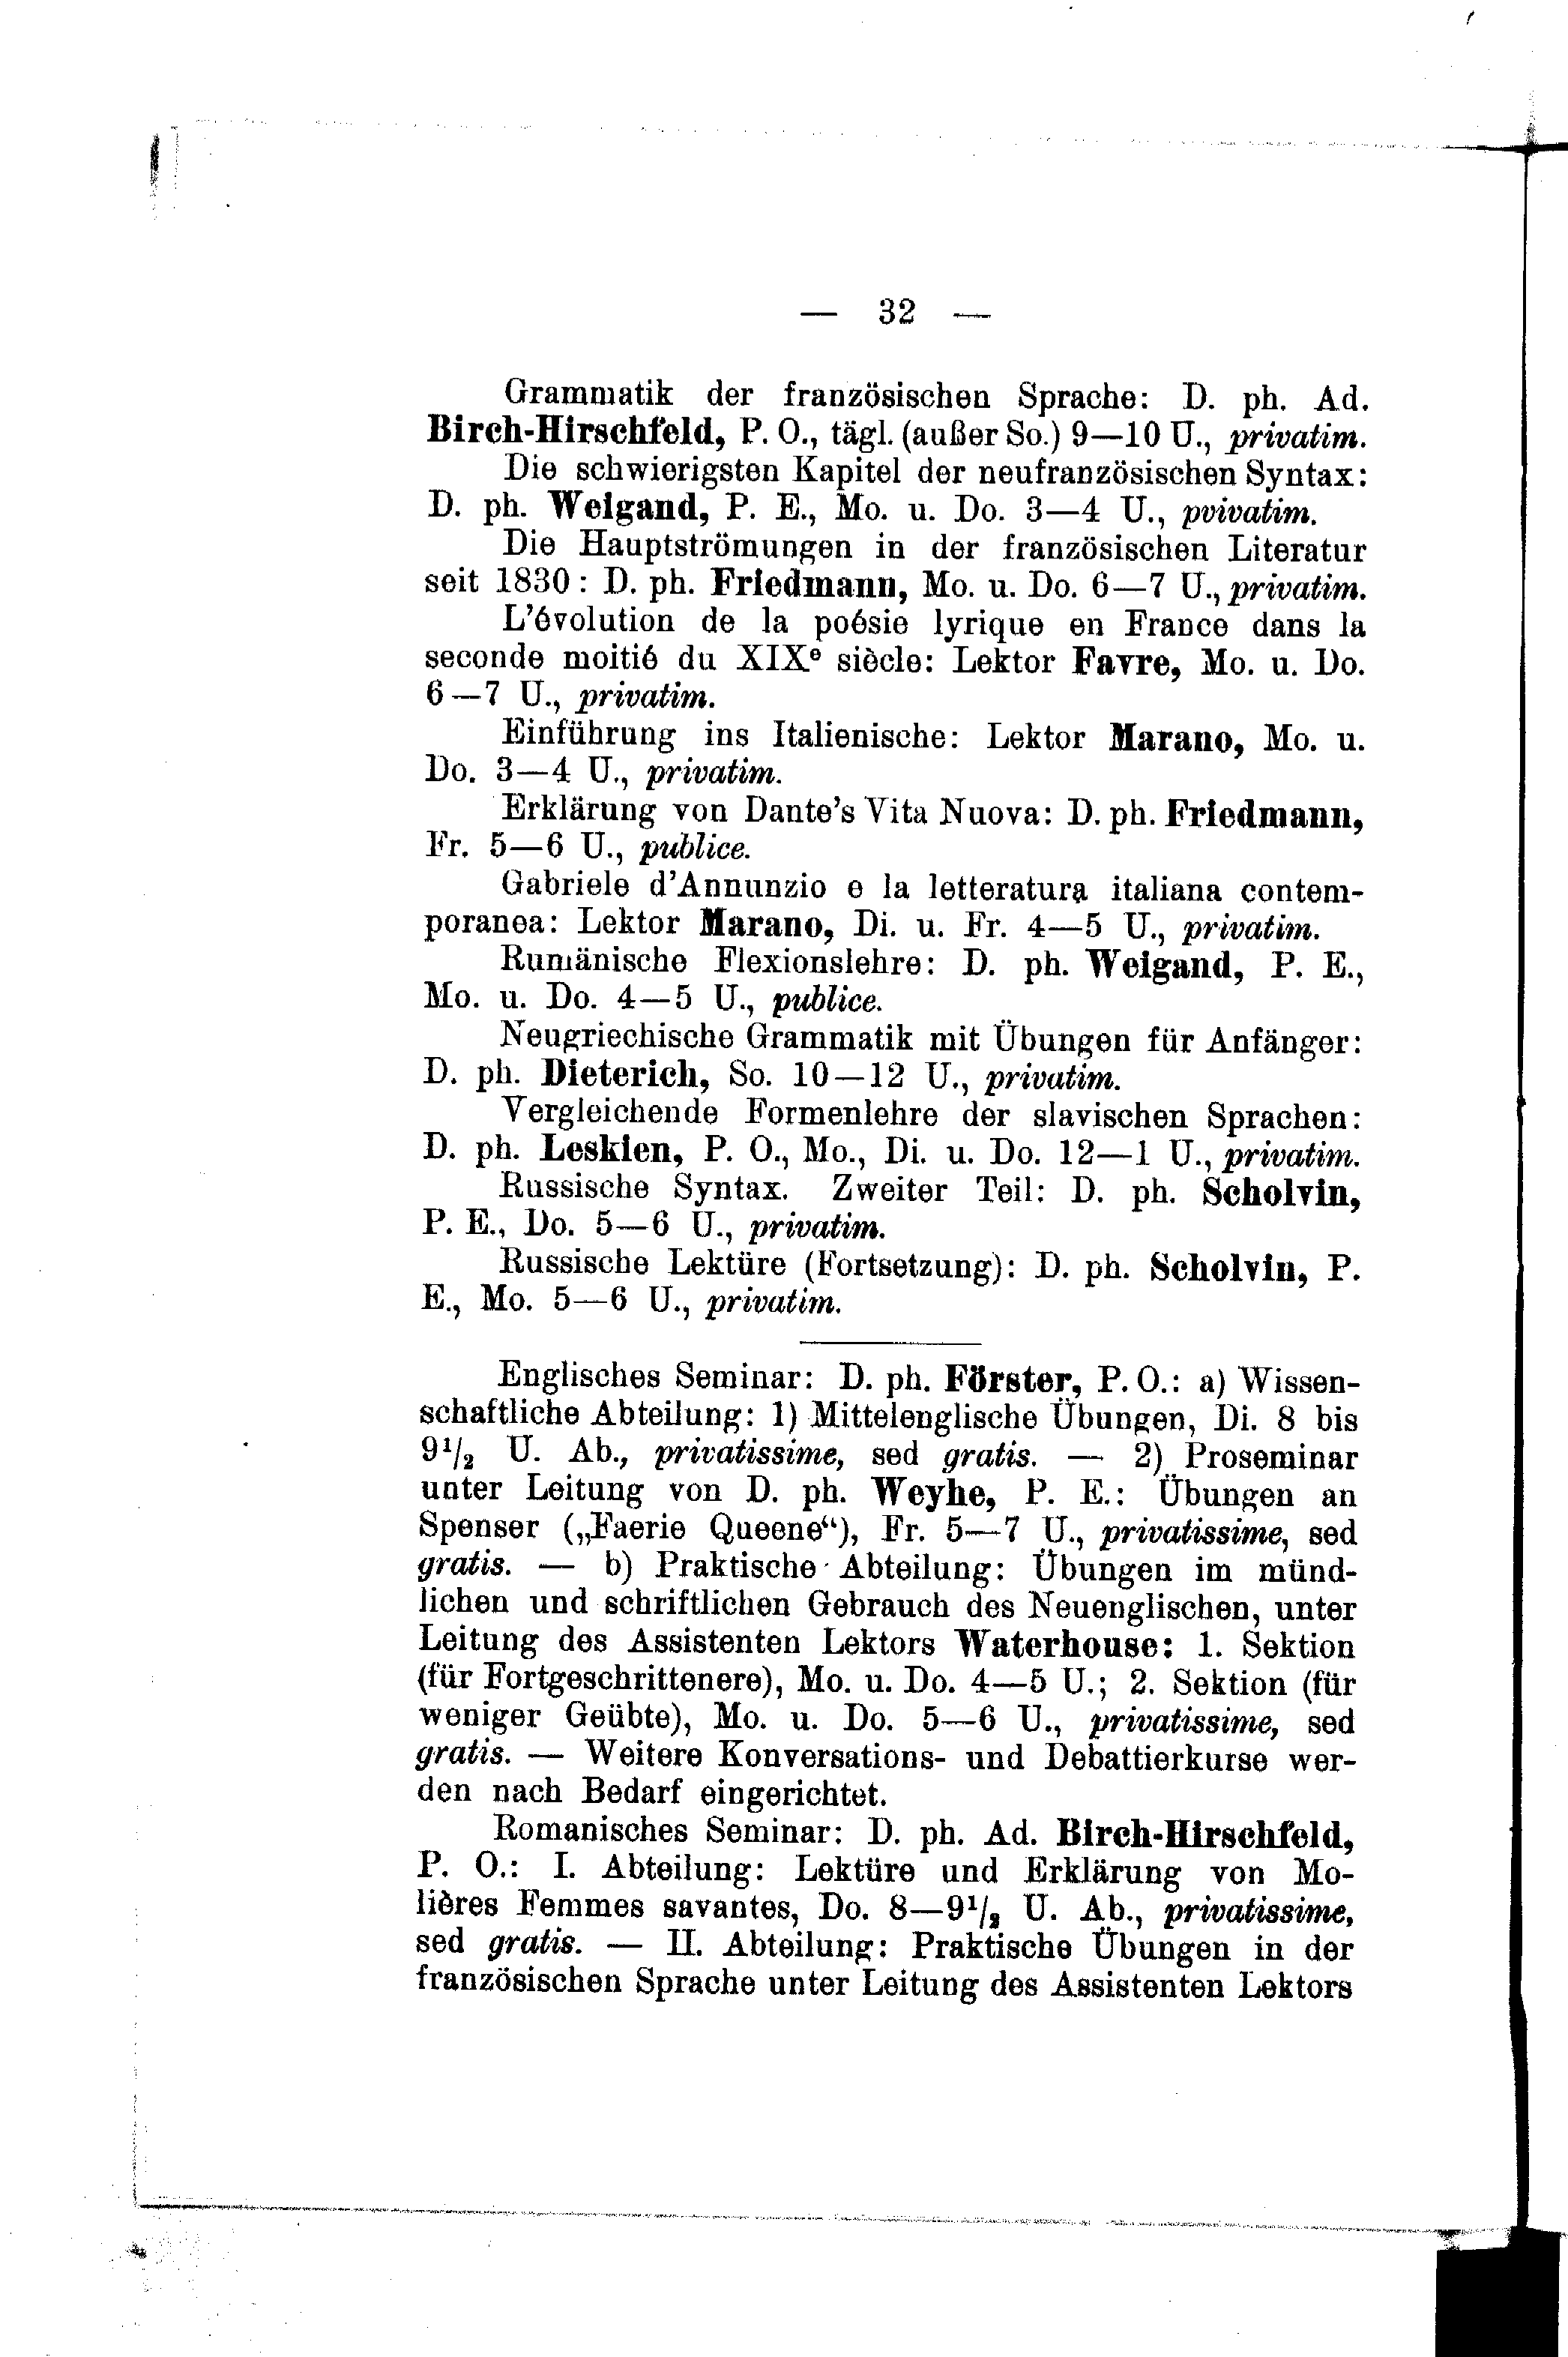 — 32 —
Grammatik der französischen Sprache: D. ph. Ad.
Birch-Hirschfeld, P. O., tägl. (außer So.) 9—10 U., privatim.
Die schwierigsten Kapitel der neufranzösischen Syntax:
D. ph. Weigand, P. E., Mo. u. Do. 3—4 U., pvivatim.
Die Hauptströmungen in der französischen Literatur
seit 1830: D. ph. Friedmann, Mo. u. Do. 6—7 U., privatim.
L'évolution de la poésie lyrique en France dans la
seconde moitié du XIXe siècle: Lektor Favre, Mo. u. Do.
6—7 U., privatim.
Einführung ins Italienische: Lektor Marano, Mo. u.
Do. 3—4 U., privatim.
Erklärung von Dante's Vita Nuova: D. ph. Friedmann,
Fr. 5—6 U., publice.
Gabriele d'Annunzio e la letteratura italiana contem-
poranea: Lektor Marano, Di. u. Fr. 4—5 U., privatim.
Rumänische Flexionslehre: D. ph. Weigand, P. E.,
Mo. u. Do. 4—5 U., publice.
Neugriechische Grammatik mit Übungen für Anfänger:
D. ph. Dieterich, So. 10—12 U., privatim.
Vergleichende Formenlehre der slavischen Sprachen:
D. ph. Leskien, P. O., Mo., Di. u. Do. 12—1 U., privatim.
Russische Syntax. Zweiter Teil: D. ph. Scholvin,
P. E., Do. 5—6 U., privatim.
Russische Lektüre (Fortsetzung): D. ph. Scholvin, P.
E., Mo. 5—6 U., privatim.
Englisches Seminar: D. ph. Förster, P. O.: a) Wissen-
schaftliche Abteilung: 1) Mittelenglische Übungen, Di. 8 bis
9 1/2 U. Ab., privatissime, sed gratis. — 2) Proseminar
unter Leitung von D. ph. Weyhe, P. E.: Übungen an
Spenser („Faerie Queene“), Fr. 5—7 U., privatissime, sed
gratis. — b) Praktische Abteilung: Übungen im münd-
lichen und schriftlichen Gebrauch des Neuenglischen, unter
Leitung des Assistenten Lektors Waterhouse: 1. Sektion
(für Fortgeschrittenere), Mo. u. Do. 4—5 U.; 2. Sektion (für
weniger Geübte), Mo. u. Do. 5—6 U., privatissime, sed
gratis. — Weitere Konversations- und Debattierkurse wer-
den nach Bedarf eingerichtet.
Romanisches Seminar: D. ph. Ad. Birch-Hirschfeld,
P. O.: I. Abteilung: Lektüre und Erklärung von Mo-
lières Femmes savantes, Do. 8—9 1/2 U. Ab., privatissime,
sed gratis. — II. Abteilung: Praktische Übungen in der
französischen Sprache unter Leitung des Assistenten Lektors